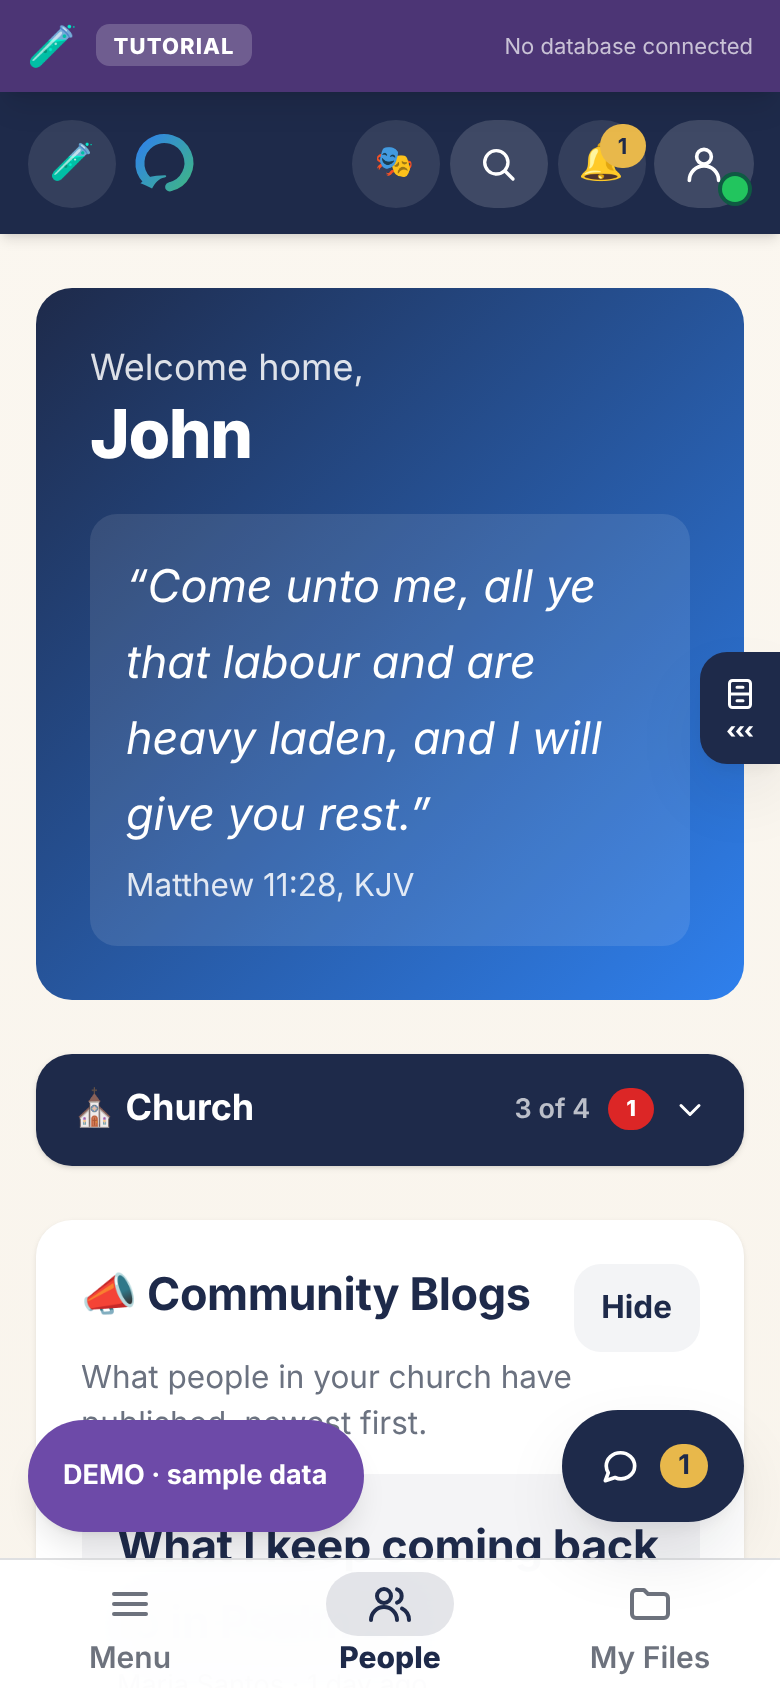 TUTORIAL
No database connected
1
Welcome home,
John
“Come unto me, all ye
that labour and are
heavy laden, and I will
give you rest.”
Matthew 11:28, KJV
Church
3 of 4
1
Community Blogs
Hide
What people in your church have
published, newest first.
DEMO · sample data
1
What I keep coming back
Menu
People
My Files